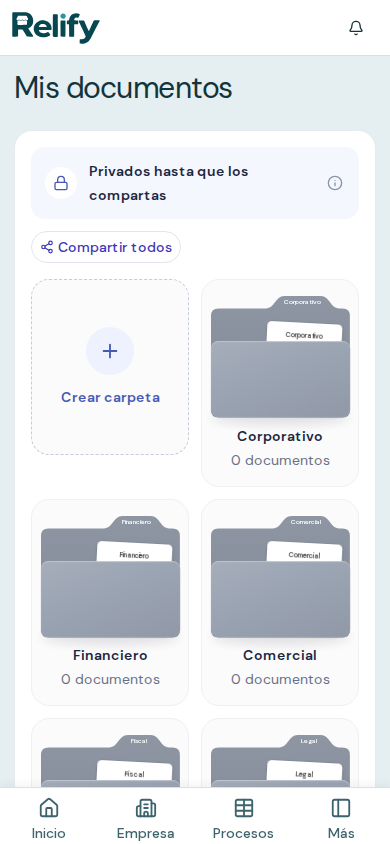 Relify
Mis documentos
Privados hasta que los
compartas
Compartir todos
Crear carpeta
Corporativo
Corporativo
Corporativo
0 documentos
Financiero
Financiero
Financiero
0 documentos
Comercial
Comercial
Comercial
0 documentos
Fiscal
Fiscal
Legal
Legal
Inicio
Empresa
Procesos
Más